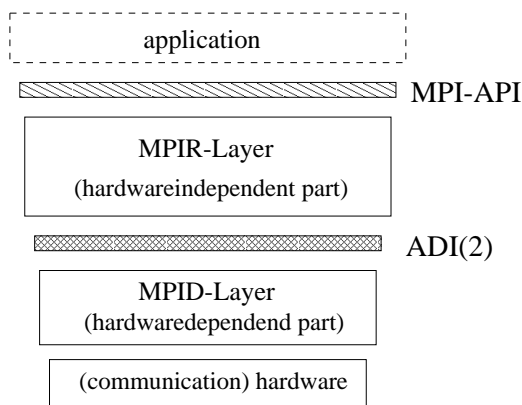 application
MPI-API
MPIR-Layer
(hardwareindependent part)
ADI(2)
MPID-Layer
(hardwaredependend part)
(communication) hardware